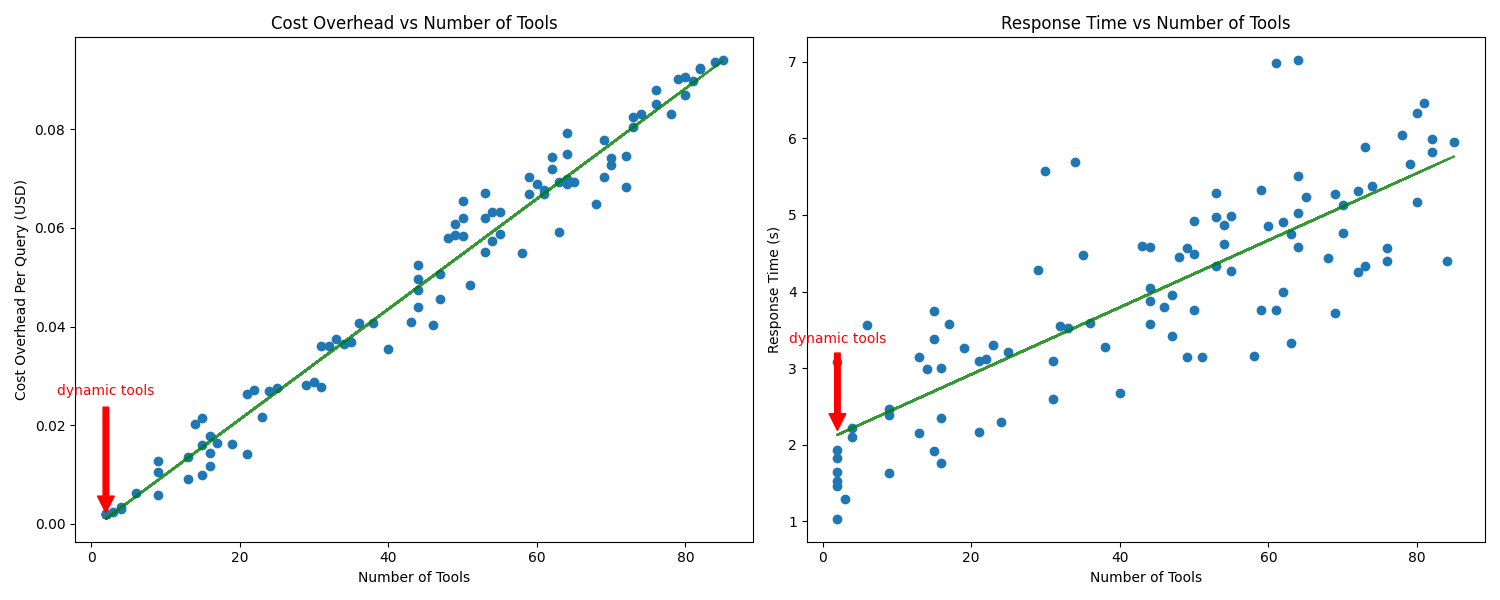 Cost Overhead vs Number of Tools
Cost Overhead Per Query (USD)
0.08
0.06
0.04
0.02
0.00
dynamic tools
0 20 40 60 80
Number of Tools
Response Time vs Number of Tools
Response Time (s)
7
6
5
4
3
2
1
dynamic tools
0 20 40 60 80
Number of Tools